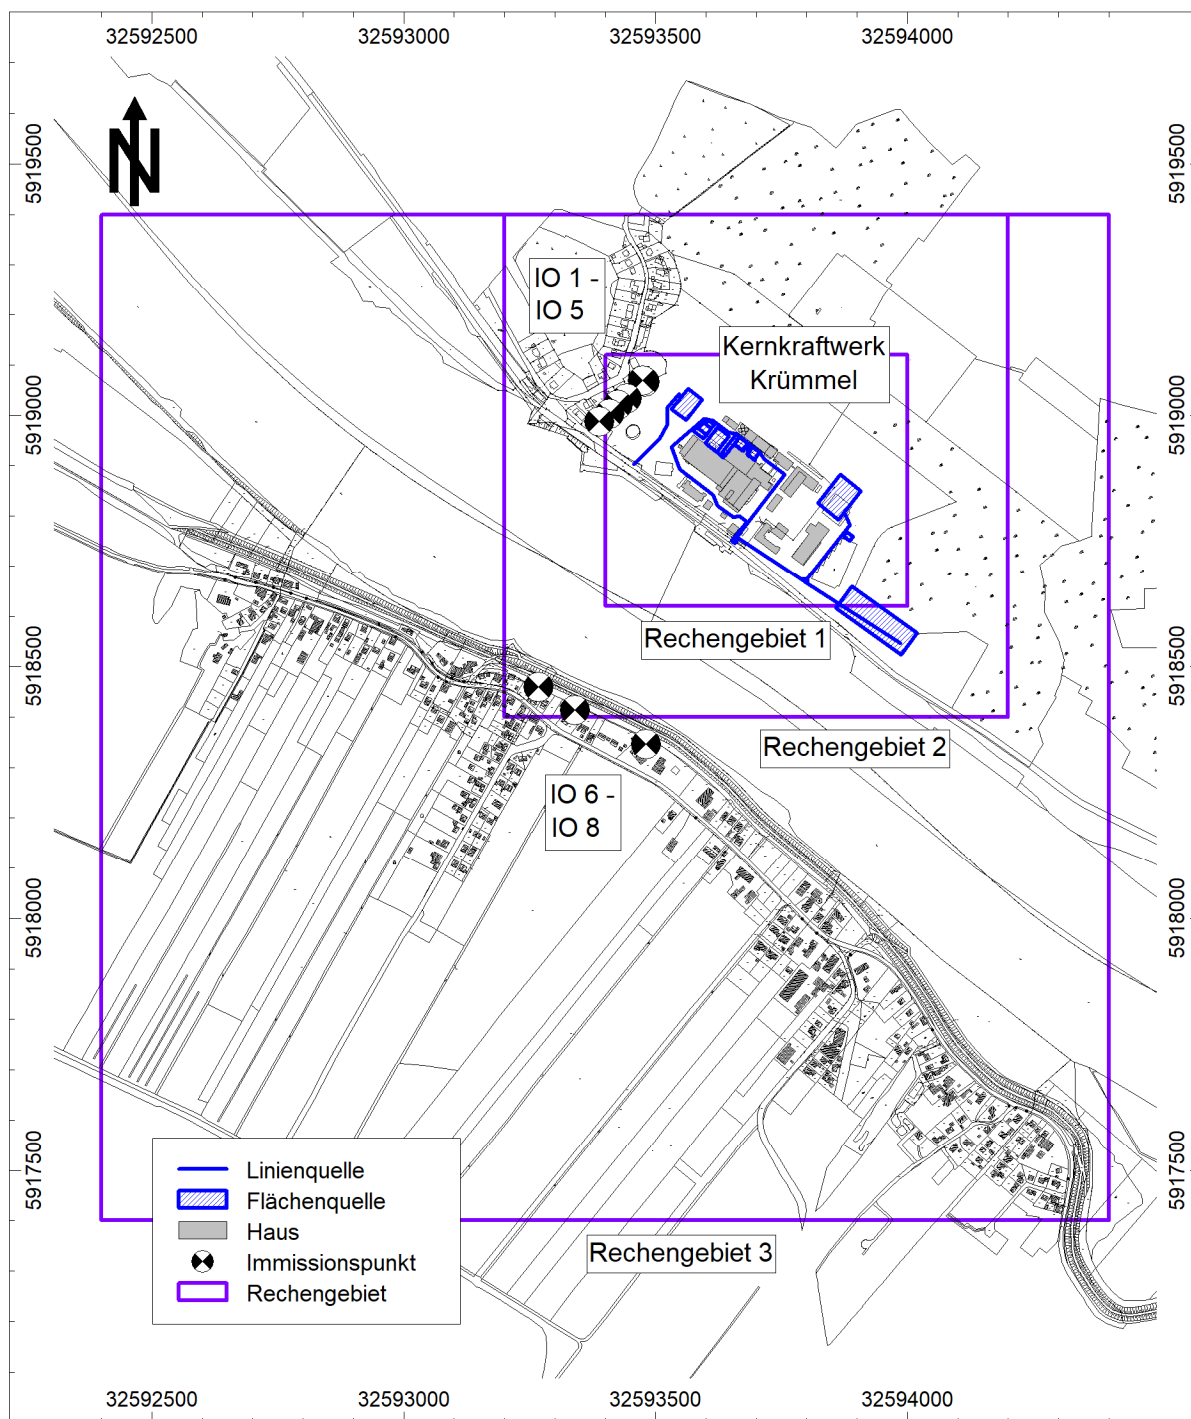 32592500 32593000 32593500 32594000
5919500 5919500
N
IO 1 -
IO 5
Kernkraftwerk
Krümmel
5919000 5919000
Rechengebiet 1
5918500 5918500
Rechengebiet 2
IO 6 -
IO 8
5918000 5918000
5917500 5917500
Linienquelle
Flächenquelle
Haus
Immissionspunkt
Rechengebiet
Rechengebiet 3
32592500 32593000 32593500 32594000